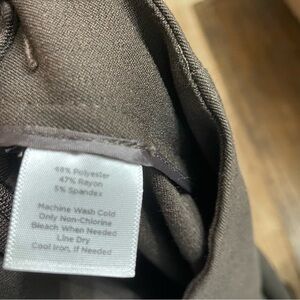 48% Polyester
47% Rayon
5% Spandex
Machine Wash Cold
Only Non-Chlorine
Bleach When Needed
Line Dry
Cool Iron, If Needed